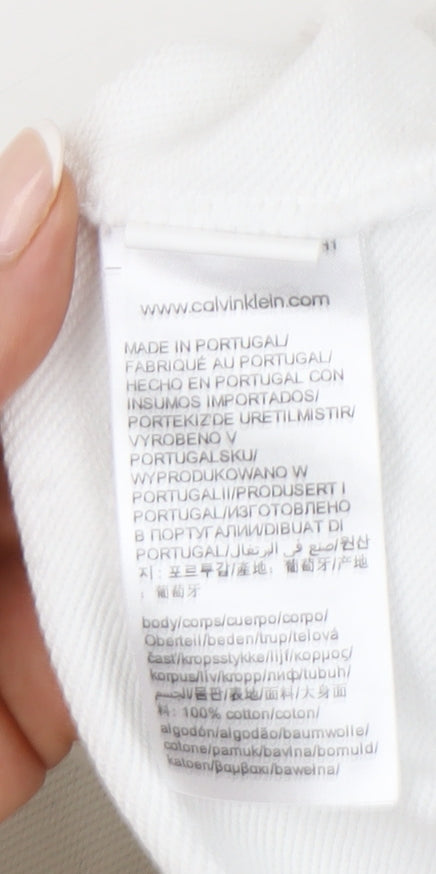 www.calvinklein.com
MADE IN PORTUGAL/
FABRIQUÉ AU PORTUGAL/
HECHO EN PORTUGAL CON
INSUMOS IMPORTADOS/
PORTEKIZ'DE URETILMISTIR/
VYROBENO V
PORTUGALSKU/
WYPRODUKOWANO W
PORTUGALII/PRODUSERT I
PORTUGAL/ИЗГОТОВЛЕНО
В ПОРТУГАЛИИ/DIBUAT DI
PORTUGAL/صنع في البرتغال/원산
지: 포르투갈/產地: 葡萄牙/产地
: 葡萄牙
body/corps/cuerpo/corpo/
Oberteil/beden/trup/telová
časť/kropsstykke/lijf/κορμος/
korpus/liv/kropp/лиф/tubuh/
الجسم/몸판/表地/面料/大身面
料: 100% cotton/coton/
algodón/algodão/baumwolle/
cotone/pamuk/bavlna/bomuld/
katoen/βαμβακι/bawełna/